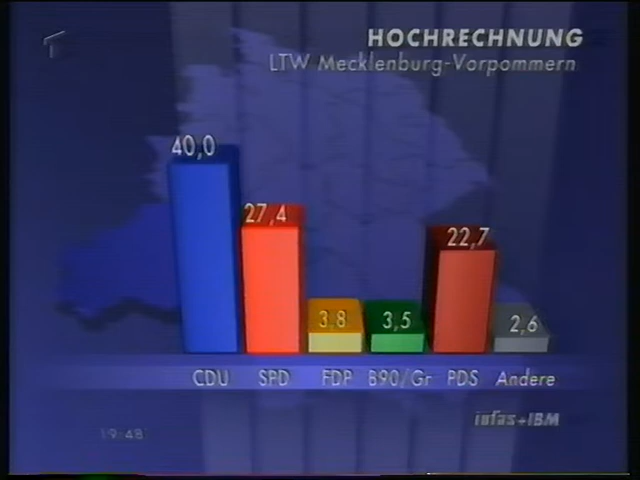 HOCHRECHNUNG
LTW Mecklenburg-Vorpommern
40,0
27,4
3.8
3,5
22,7
2,6
CDU SPD FDP B90/Gr PDS Andere
infas+IBM
19:48